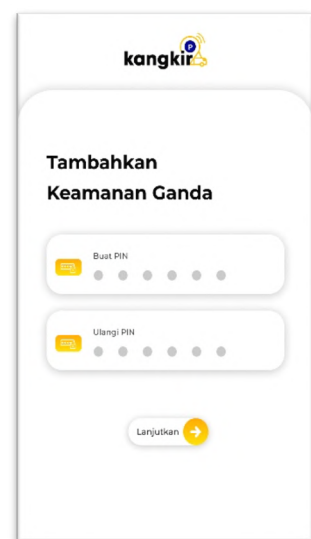 P
kangkir
Tambahkan
Keamanan Ganda
Buat PIN
Ulangi PIN
Lanjutkan